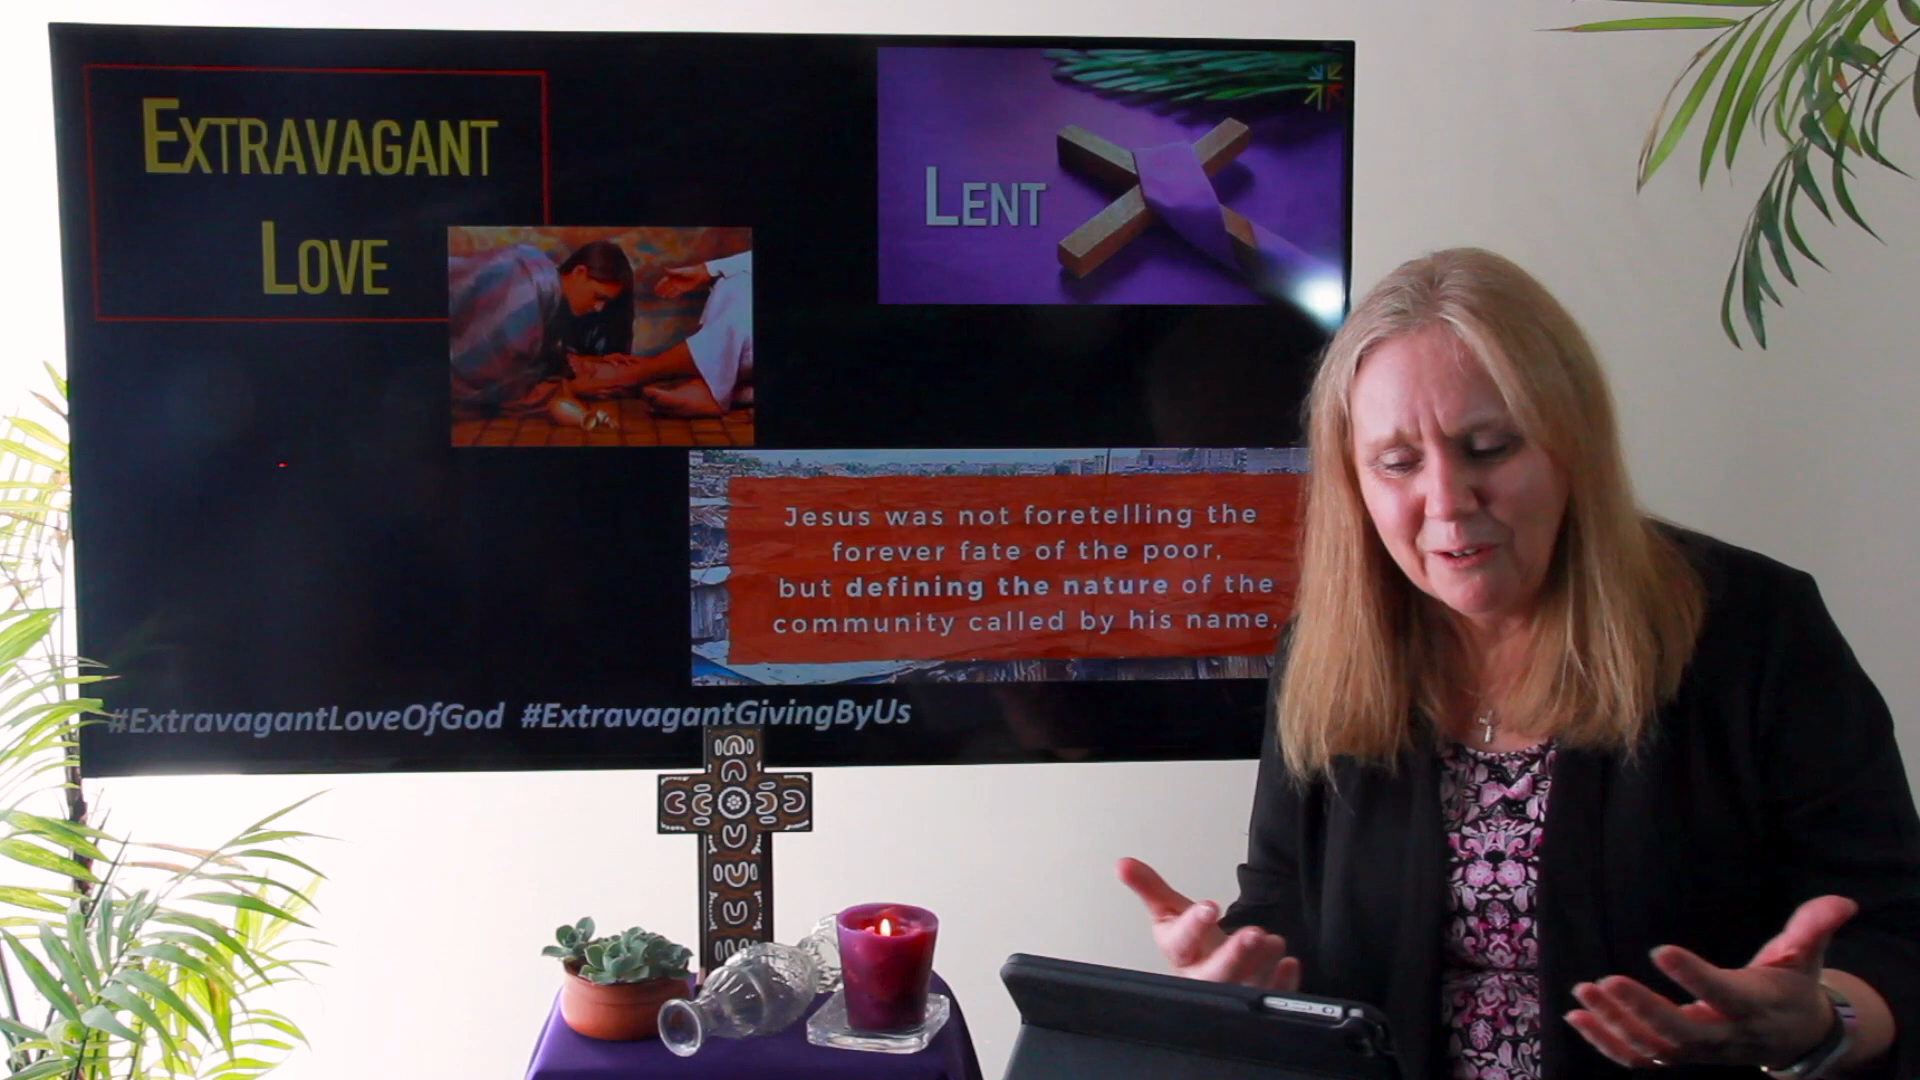 EXTRAVAGANT
LOVE
LENT
Jesus was not foretelling the
forever fate of the poor,
but defining the nature of the
community called by his name.
#ExtravagantLoveOfGod #ExtravagantGivingByUs